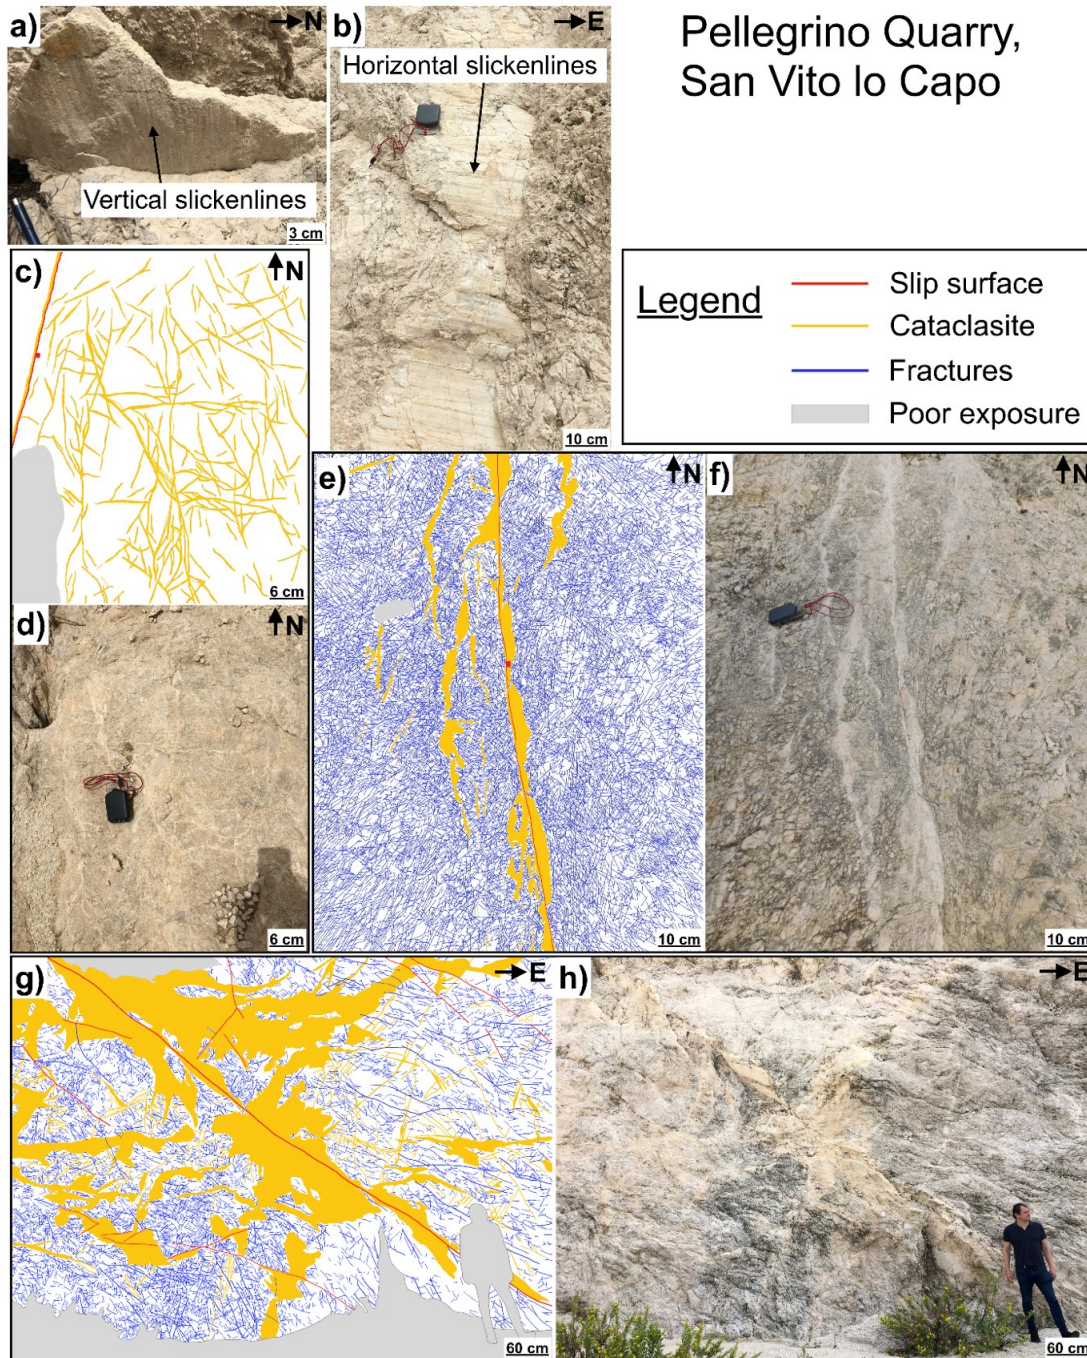 a)
N
Vertical slickenlines
3 cm
b)
E
Horizontal slickenlines
10 cm
Pellegrino Quarry,
San Vito lo Capo
Legend
Slip surface
Cataclasite
Fractures
Poor exposure
c)
N
6 cm
d)
N
6 cm
e)
N
10 cm
f)
N
10 cm
g)
E
60 cm
h)
E
60 cm